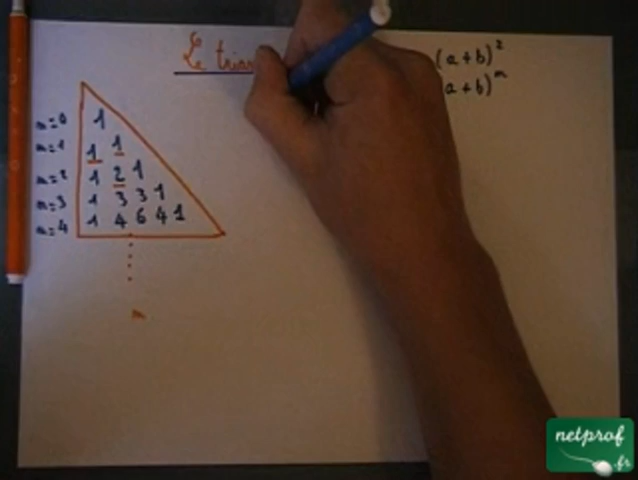 Le
(a+b)²
(a+b)ⁿ
n=0 1
n=1 1 1
n=2 1 2 1
n=3 1 3 3 1
n=4 1 4 6 4 1
netprof
.fr